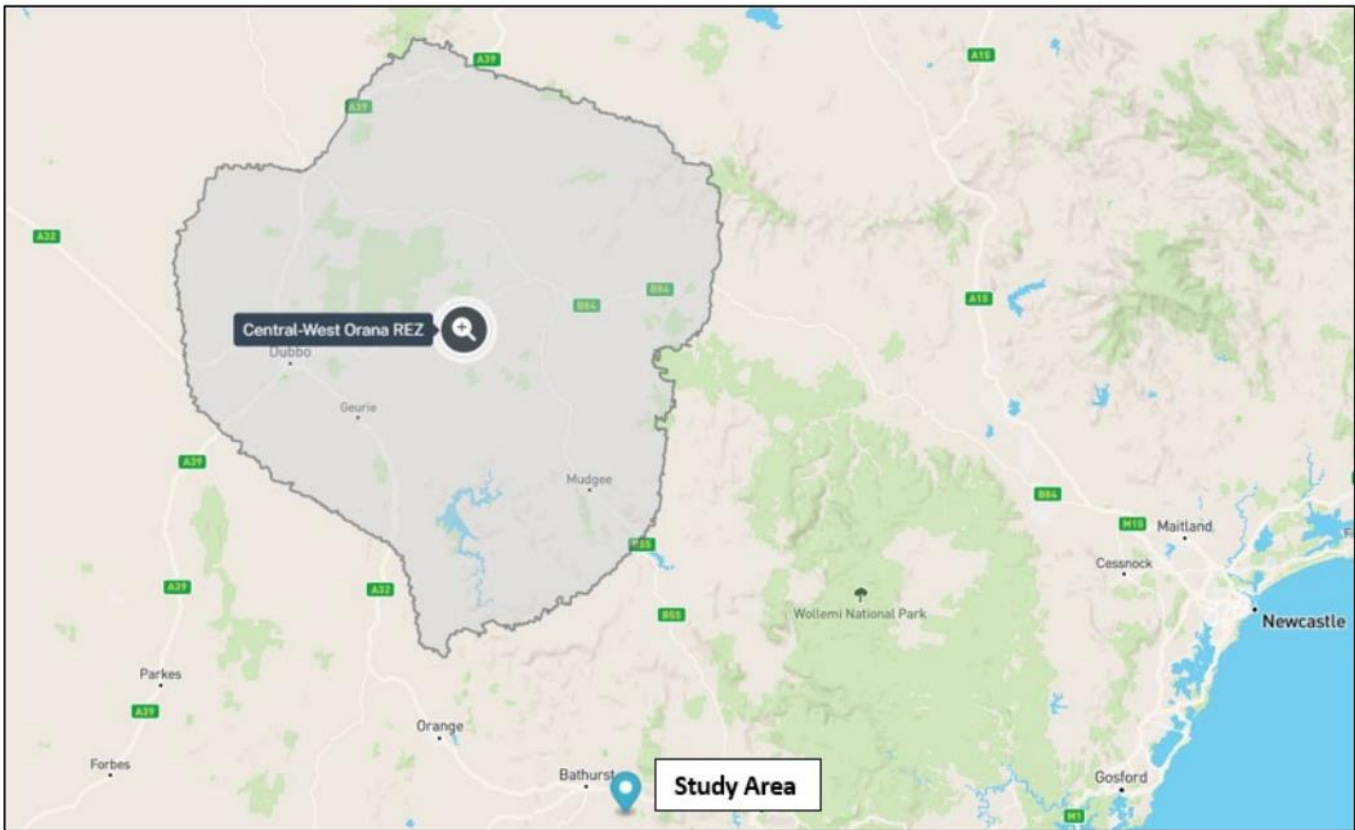 A39
A15
A39
A32
B84
B84
A15
Central-West Orana REZ
Dubbo
Geurie
A39
Mudgee
B84
M15
Maitland
B55
Cessnock
A39
A32
B55
Wollemi National Park
Newcastle
Parkes
A39
Orange
Forbes
Bathurst
Study Area
Gosford
M1